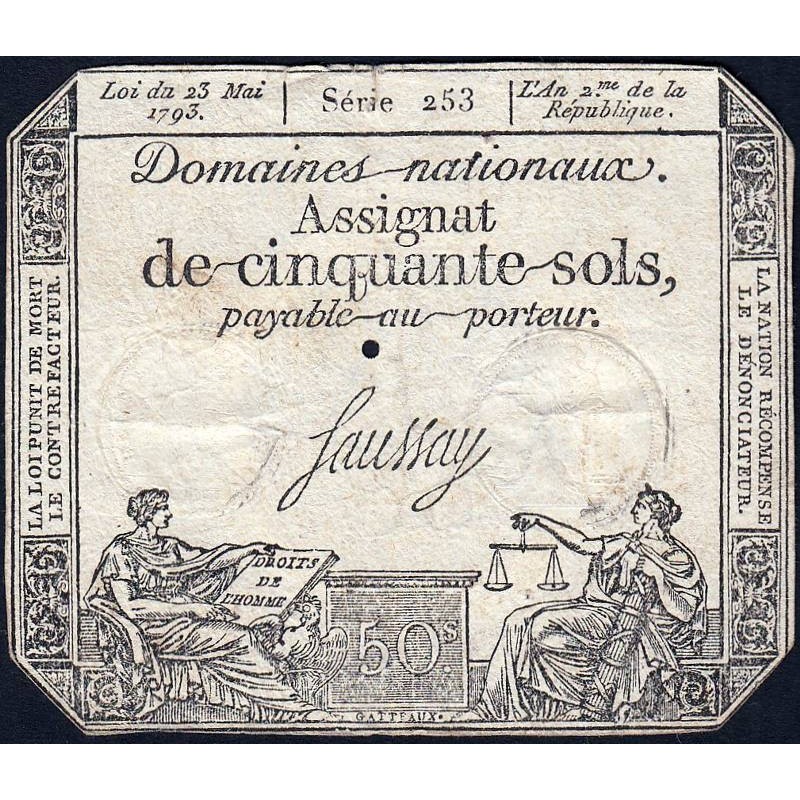 Loi du 23 Mai
1793.
Série 253
L'An 2.me de la
République.
Domaines nationaux.
Assignat
de cinquante sols,
payable au porteur.
LA LOI PUNIT DE MORT
LE CONTREFACTEUR.
LA NATION RÉCOMPENSE
LE DÉNONCIATEUR.
Saussay
DROITS
DE
L'HOMME
50.s
GATTEAUX.